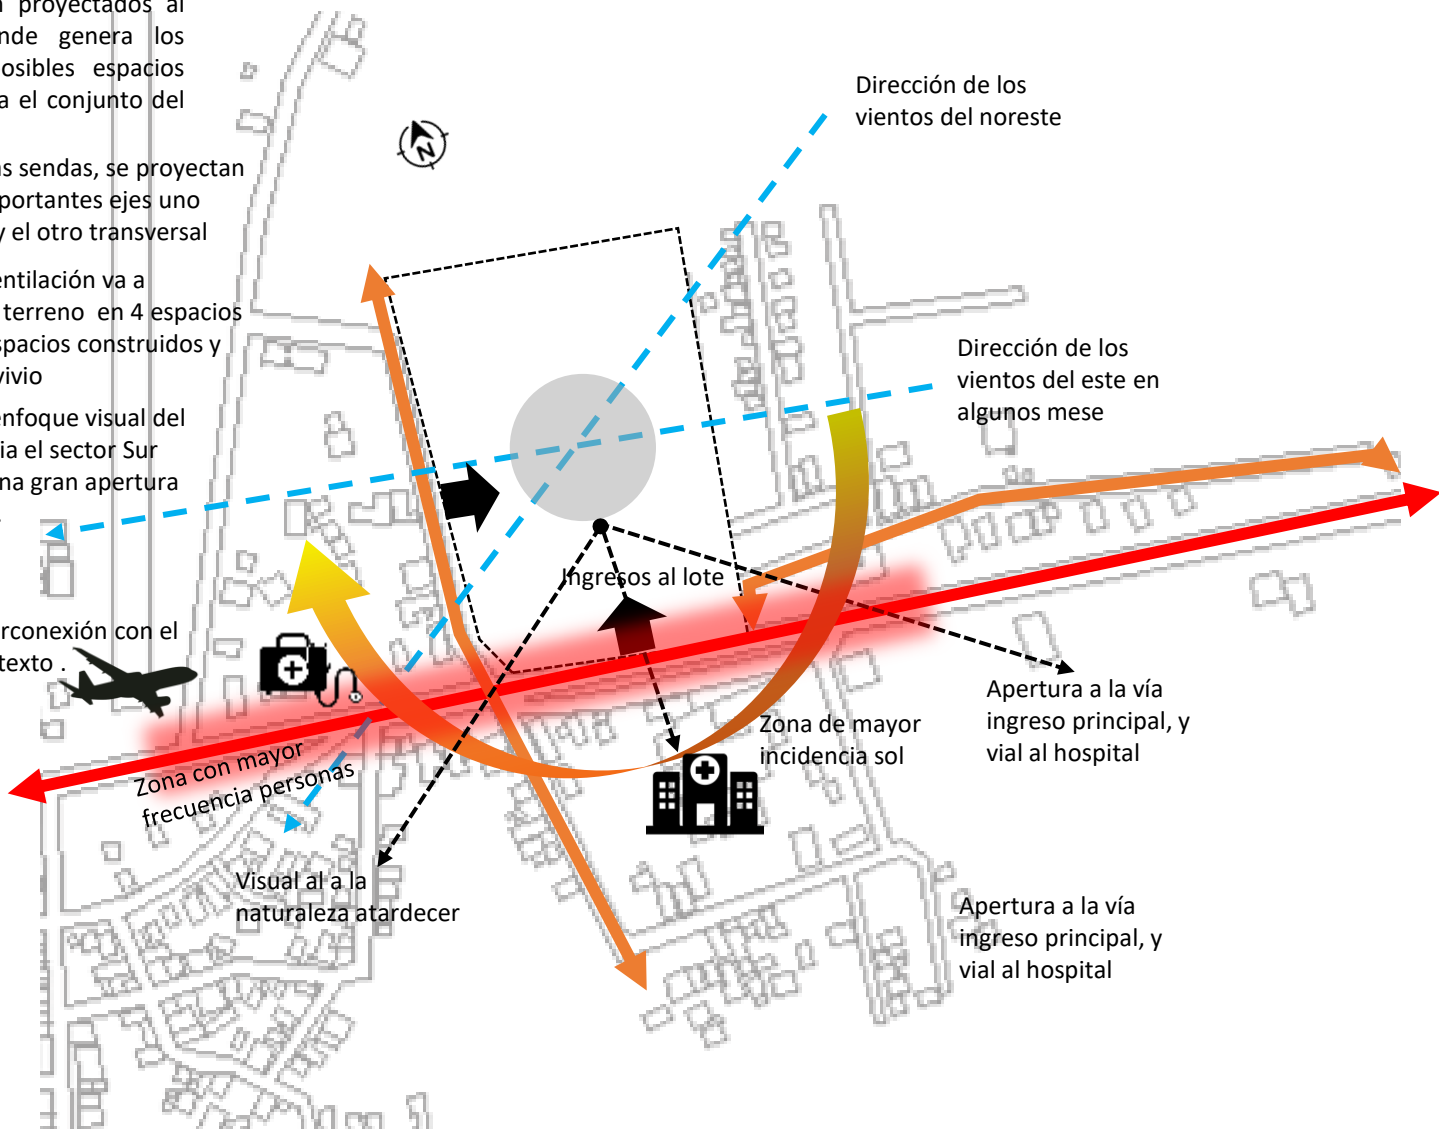 proyectados al
nde genera los
osibles espacios
a el conjunto del
as sendas, se proyectan
portantes ejes uno
y el otro transversal
entilación va a
terreno en 4 espacios
spacios construidos y
vivio
enfoque visual del
ia el sector Sur
na gran apertura
rconexión con el
texto .
N
Dirección de los
vientos del noreste
Dirección de los
vientos del este en
algunos mese
Ingresos al lote
Apertura a la vía
ingreso principal, y
vial al hospital
Zona de mayor
incidencia sol
Zona con mayor
frecuencia personas
Visual al a la
naturaleza atardecer
Apertura a la vía
ingreso principal, y
vial al hospital